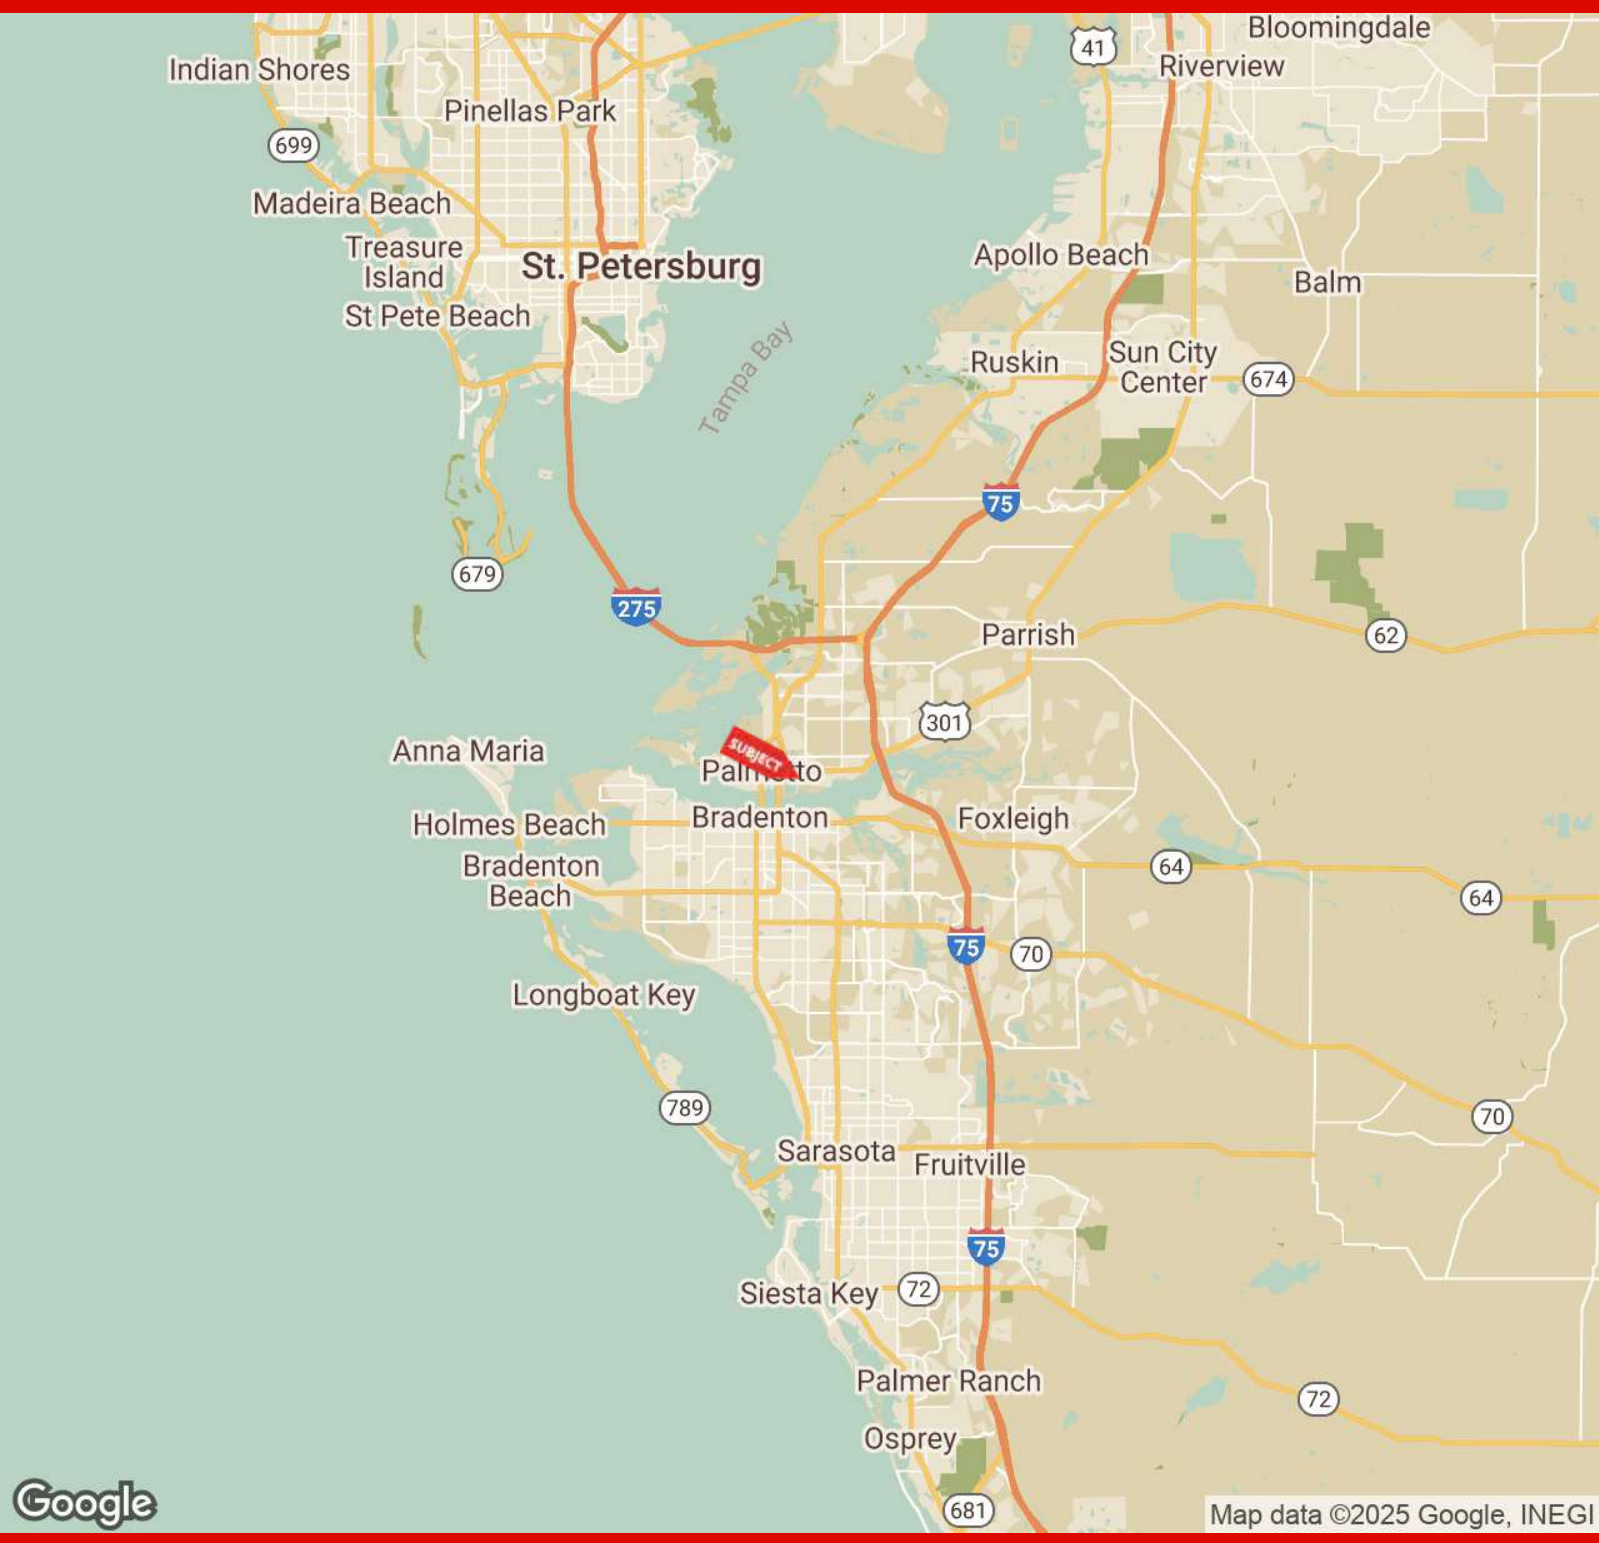 Bloomingdale
41
Riverview
Indian Shores
Pinellas Park
699
Madeira Beach
Treasure
Island
St. Petersburg
Apollo Beach
Balm
St Pete Beach
Tampa Bay
Ruskin
Sun City
Center
674
75
679
275
Parrish
62
301
SUBJECT
Anna Maria
Palmetto
Holmes Beach
Bradenton
Foxleigh
Bradenton
Beach
64
64
75
70
Longboat Key
789
70
Sarasota
Fruitville
75
Siesta Key
72
Palmer Ranch
72
Osprey
681
Google
Map data ©2025 Google, INEGI